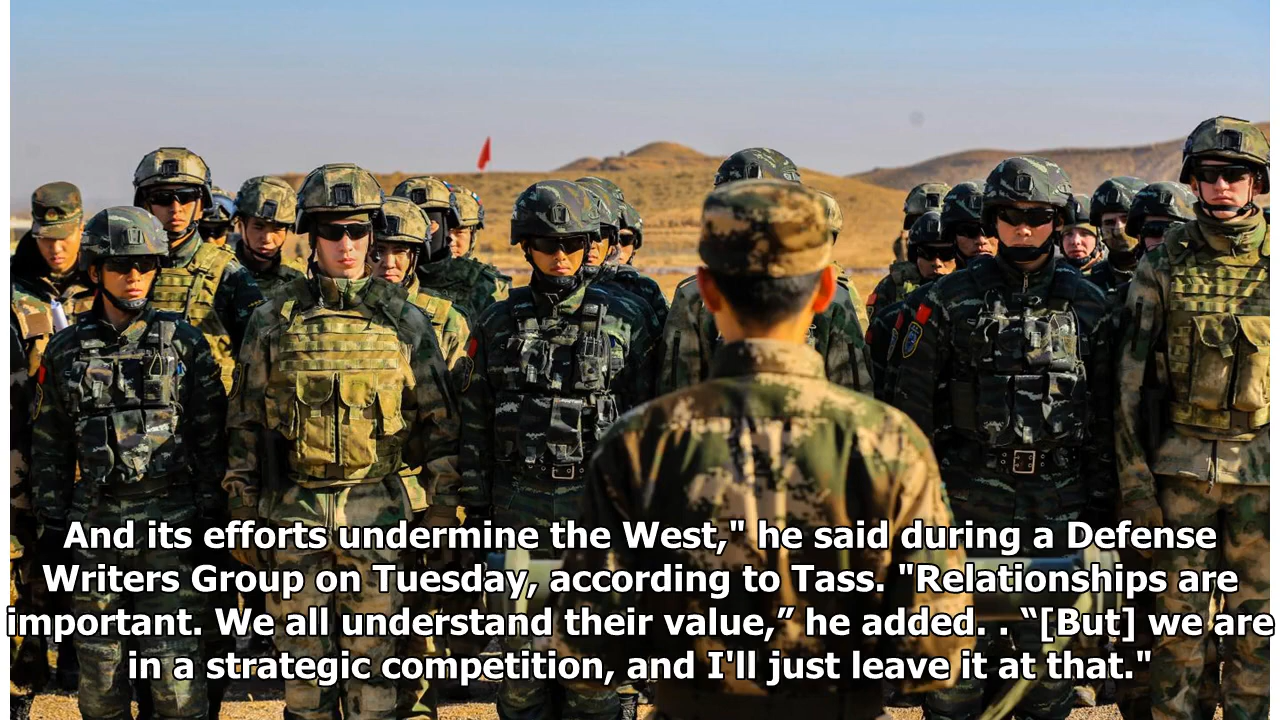 And its efforts undermine the West," he said during a Defense
Writers Group on Tuesday, according to Tass. "Relationships are
important. We all understand their value,” he added. . “[But] we are
in a strategic competition, and I'll just leave it at that."